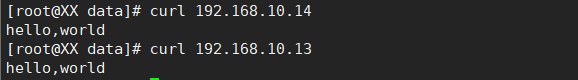 [root@XX data]# curl 192.168.10.14
hello,world
[root@XX data]# curl 192.168.10.13
hello,world